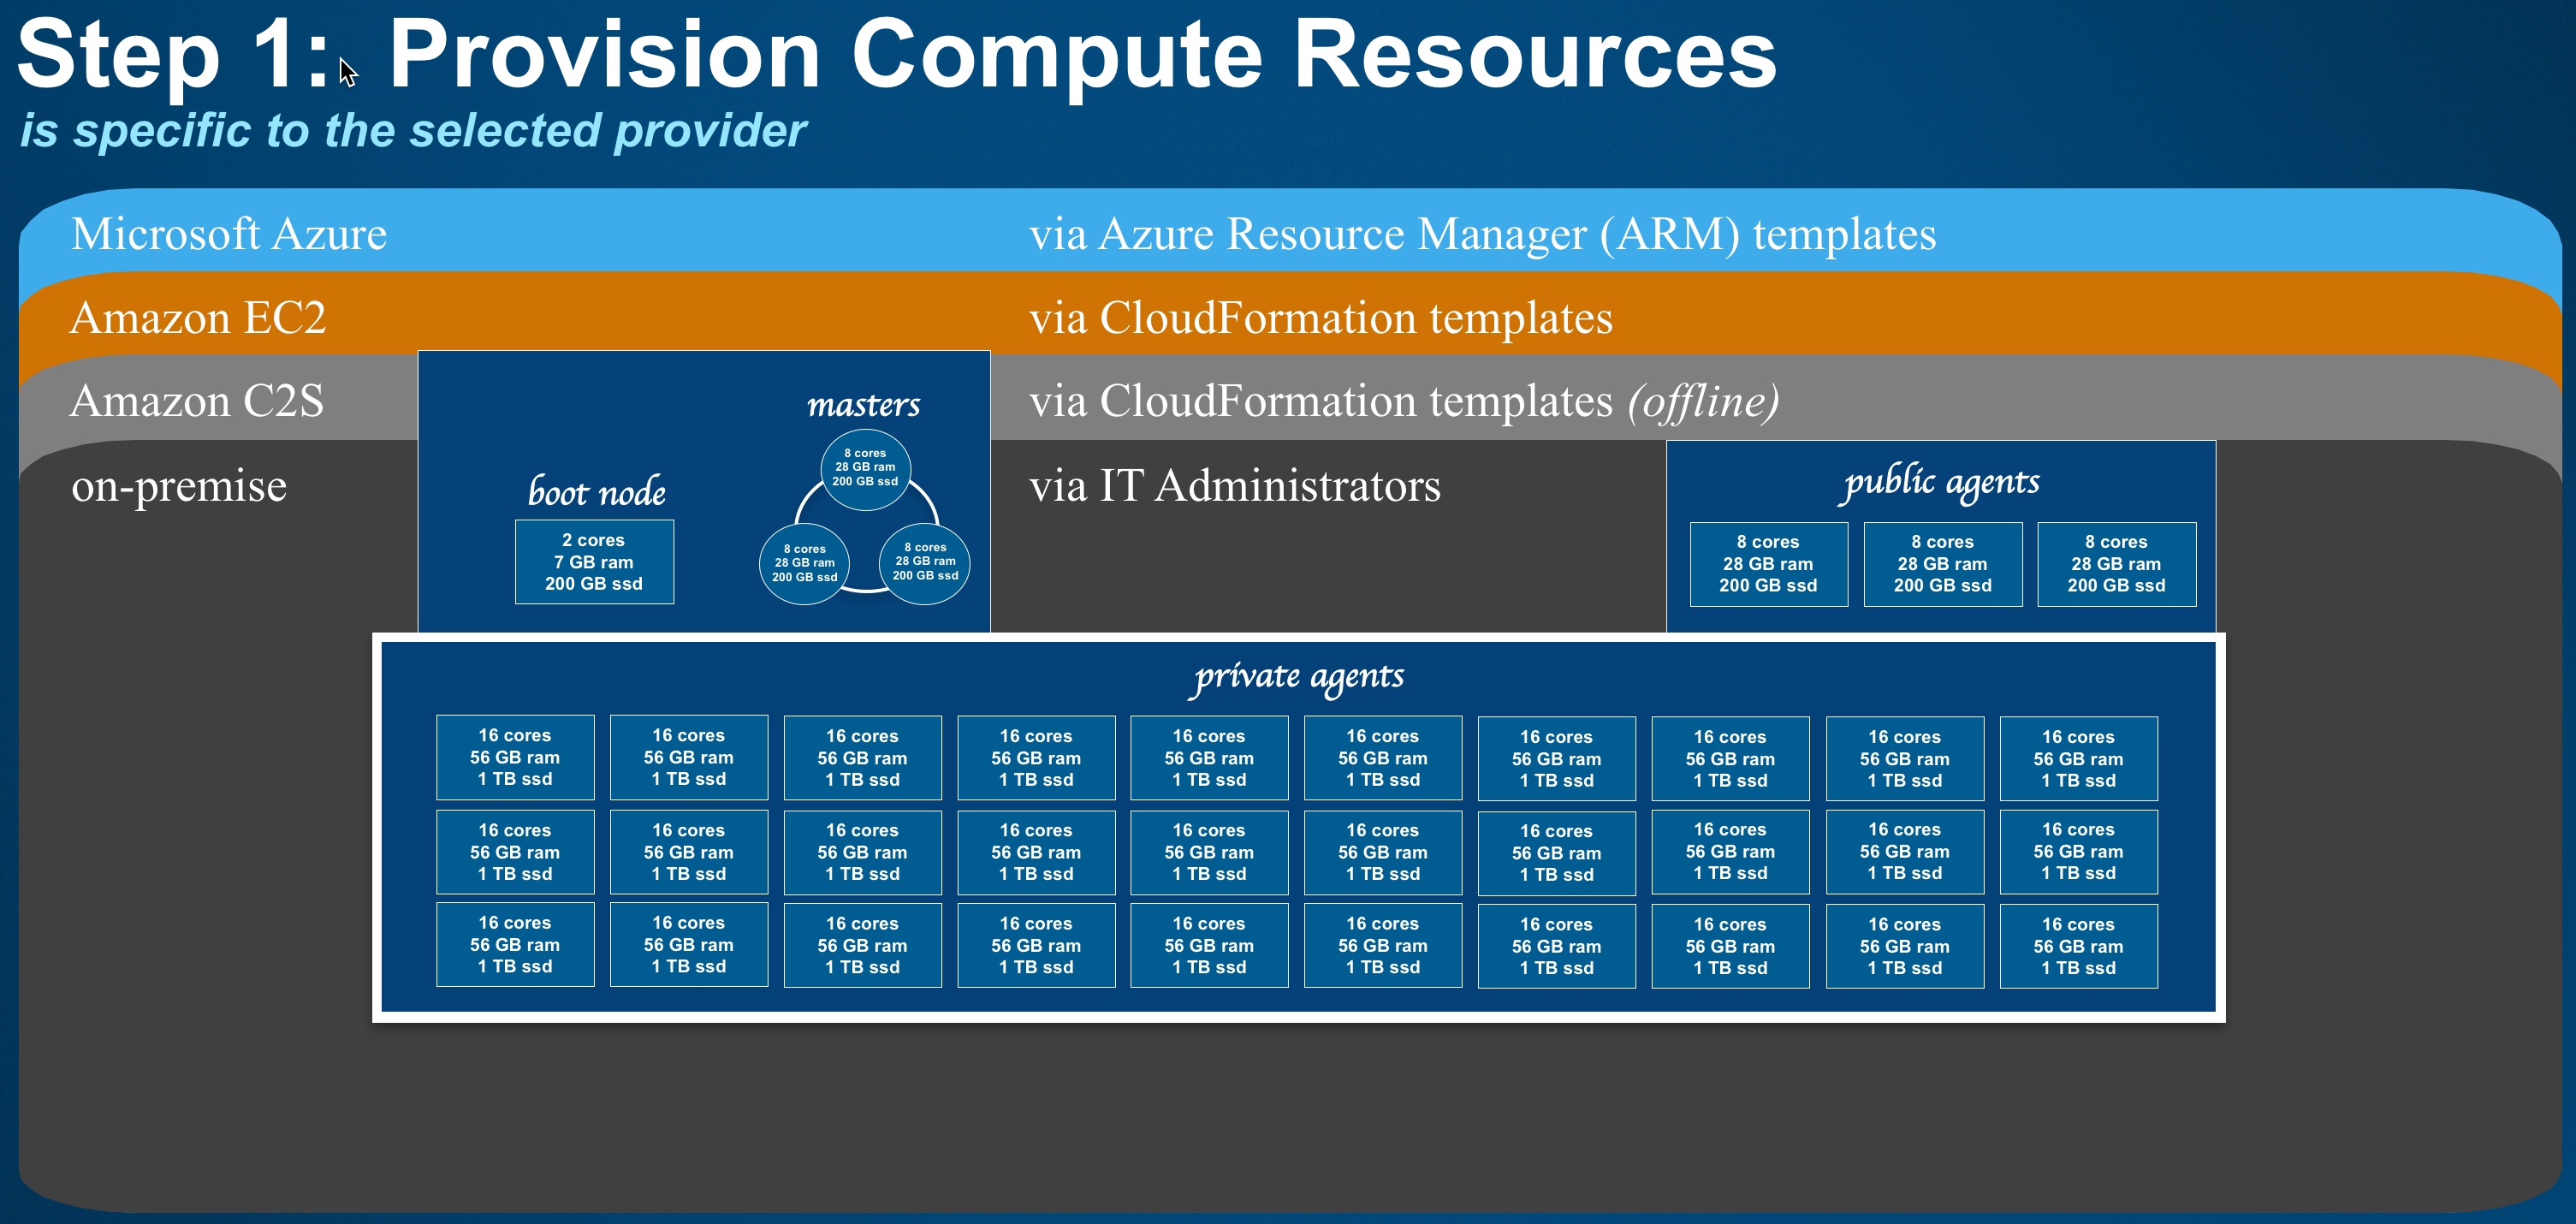 Step 1: Provision Compute Resources
is specific to the selected provider
Microsoft Azure
via Azure Resource Manager (ARM) templates
Amazon EC2
via CloudFormation templates
Amazon C2S
via CloudFormation templates (offline)
on-premise
via IT Administrators
boot node
2 cores
7 GB ram
200 GB ssd
masters
8 cores
28 GB ram
200 GB ssd
8 cores
28 GB ram
200 GB ssd
8 cores
28 GB ram
200 GB ssd
public agents
8 cores
28 GB ram
200 GB ssd
8 cores
28 GB ram
200 GB ssd
8 cores
28 GB ram
200 GB ssd
private agents
16 cores
56 GB ram
1 TB ssd
16 cores
56 GB ram
1 TB ssd
16 cores
56 GB ram
1 TB ssd
16 cores
56 GB ram
1 TB ssd
16 cores
56 GB ram
1 TB ssd
16 cores
56 GB ram
1 TB ssd
16 cores
56 GB ram
1 TB ssd
16 cores
56 GB ram
1 TB ssd
16 cores
56 GB ram
1 TB ssd
16 cores
56 GB ram
1 TB ssd
16 cores
56 GB ram
1 TB ssd
16 cores
56 GB ram
1 TB ssd
16 cores
56 GB ram
1 TB ssd
16 cores
56 GB ram
1 TB ssd
16 cores
56 GB ram
1 TB ssd
16 cores
56 GB ram
1 TB ssd
16 cores
56 GB ram
1 TB ssd
16 cores
56 GB ram
1 TB ssd
16 cores
56 GB ram
1 TB ssd
16 cores
56 GB ram
1 TB ssd
16 cores
56 GB ram
1 TB ssd
16 cores
56 GB ram
1 TB ssd
16 cores
56 GB ram
1 TB ssd
16 cores
56 GB ram
1 TB ssd
16 cores
56 GB ram
1 TB ssd
16 cores
56 GB ram
1 TB ssd
16 cores
56 GB ram
1 TB ssd
16 cores
56 GB ram
1 TB ssd
16 cores
56 GB ram
1 TB ssd
16 cores
56 GB ram
1 TB ssd